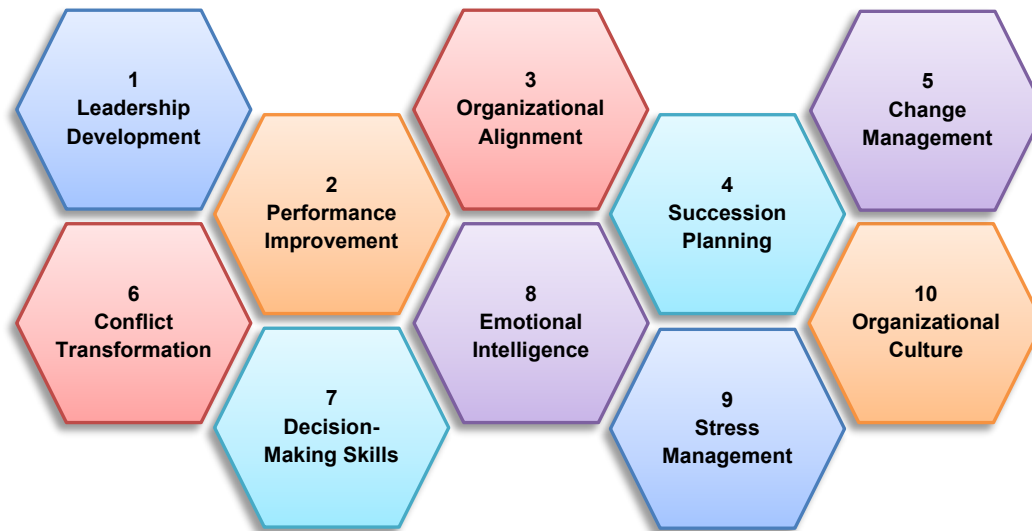 1
Leadership
Development
2
Performance
Improvement
3
Organizational
Alignment
4
Succession
Planning
5
Change
Management
6
Conflict
Transformation
7
Decision-
Making Skills
8
Emotional
Intelligence
9
Stress
Management
10
Organizational
Culture